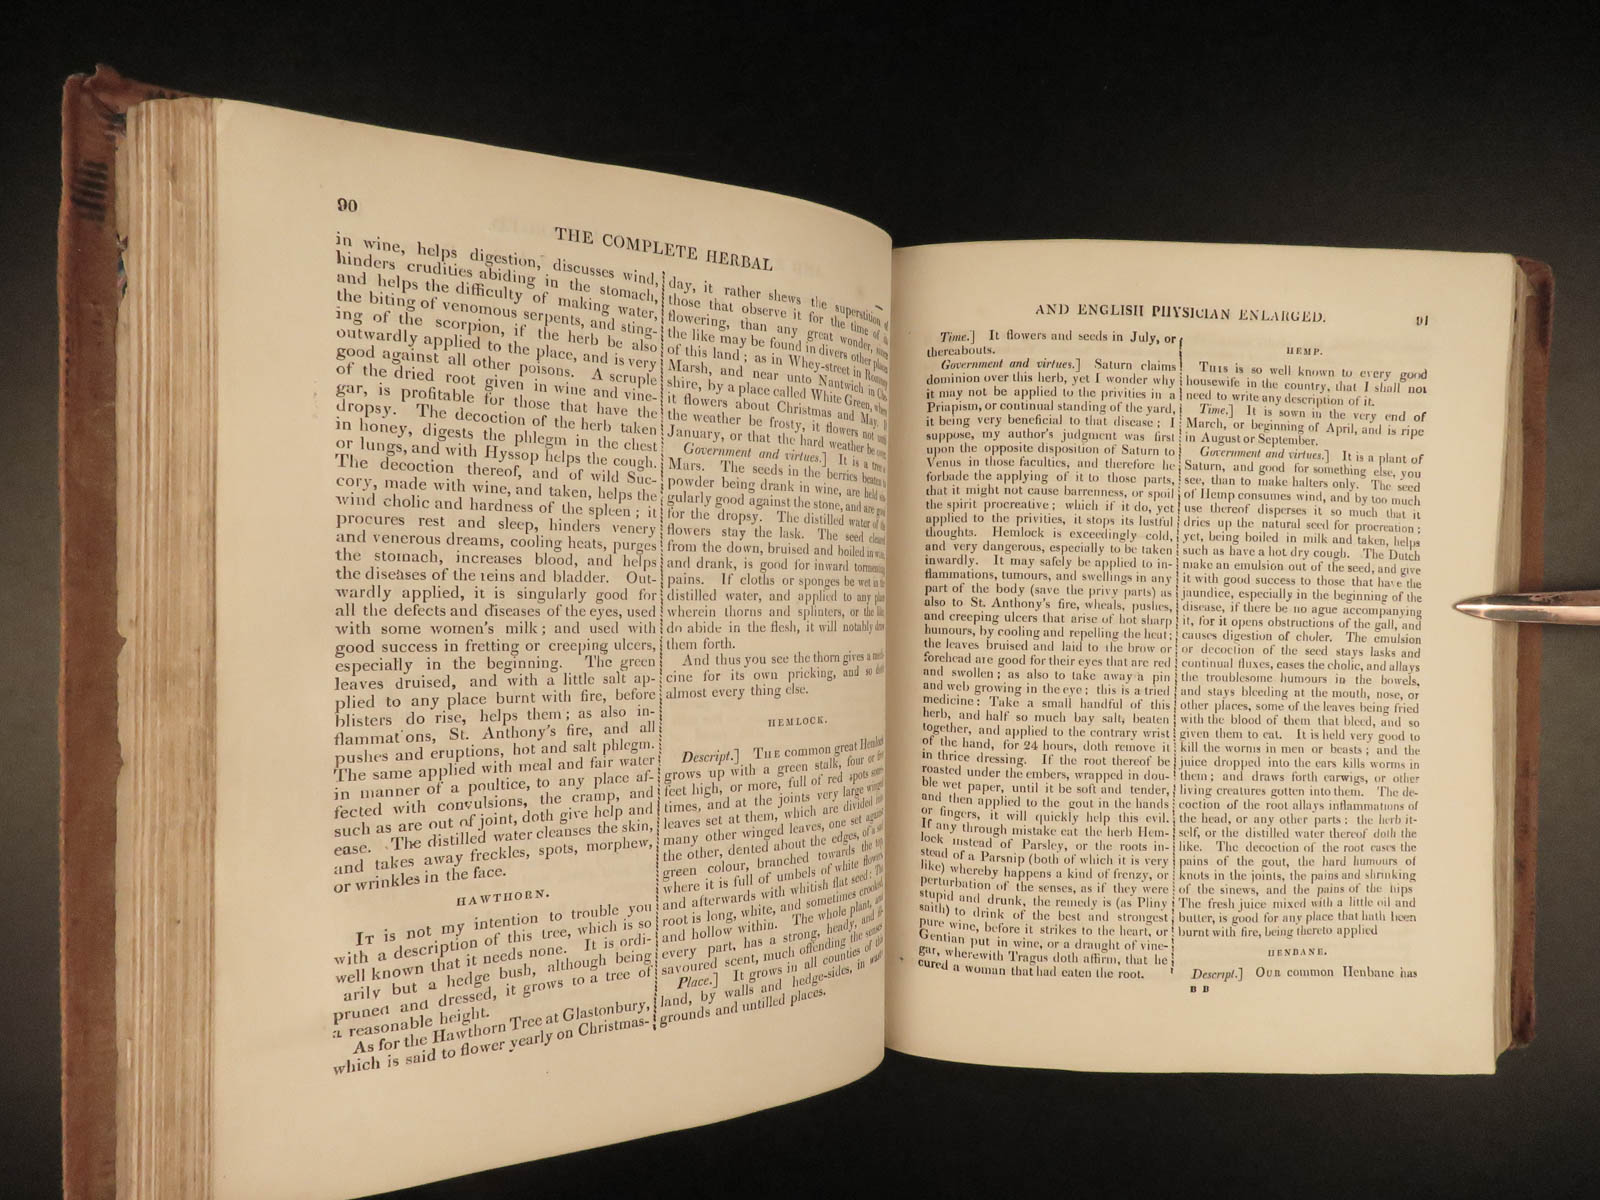 90
THE COMPLETE HERBAL
in wine, helps digestion, discusses wind,
hinders crudities abiding in the stomach,
and helps the difficulty of making water,
the biting of venomous serpents, and sting-
ing of the scorpion, if the herb be also
outwardly applied to the place, and is very
good against all other poisons. A scruple
of the dried root given in wine and vine-
gar, is profitable for those that have the
dropsy. The decoction of the herb taken
in honey, digests the phlegm in the chest
or lungs, and with Hyssop helps the cough.
The decoction thereof, and of wild Suc-
cory, made with wine, and taken, helps the
wind cholic and hardness of the spleen; it
procures rest and sleep, hinders venery
and venerous dreams, cooling heats, purges
the stomach, increases blood, and helps
the diseases of the reins and bladder. Out-
wardly applied, it is singularly good for
all the defects and diseases of the eyes, used
with some women's milk; and used with
good success in fretting or creeping ulcers,
especially in the beginning. The green
leaves druised, and with a little salt ap-
plied to any place burnt with fire, before
blisters do rise, helps them; as also in-
flammat ons, St. Anthony's fire, and all
pushes and eruptions, hot and salt phlegm.
The same applied with meal and fair water
in manner of a poultice, to any place af-
fected with convulsions, the cramp, and
such as are out of joint, doth give help and
ease. The distilled water cleanses the skin,
and takes away freckles, spots, morphew,
or wrinkles in the face.
HAWTHORN.
IT is not my intention to trouble you
with a description of this tree, which is so
well known that it needs none. It is ordi-
arily but a hedge bush, although being
pruned and dressed, it grows to a tree of
a reasonable height.
As for the Hawthorn Tree at Glastonbury,
which is said to flower yearly on Christmas-
day, it rather shews the superstition of
those that observe it for the time of its
flowering, than any great wonder, since
the like may be found in divers other places
of this land; as in Whey-street in Romney
Marsh, and near unto Nantwich in Che-
shire, by a place called White Green, where
it flowers about Christmas and May. If
the weather be frosty, it flowers not until
January, or that the hard weather be over.
Government and virtues.] It is a tree of
Mars. The seeds in the berries beaten to
powder being drank in wine, are held sin-
gularly good against the stone, and are good
for the dropsy. The distilled water of the
flowers stay the lask. The seed cleared
from the down, bruised and boiled in wine,
and drank, is good for inward tormenting
pains. If cloths or sponges be wet in the
distilled water, and applied to any place
wherein thorns and splinters, or the like,
do abide in the flesh, it will notably draw
them forth.
And thus you see the thorn gives a medi-
cine for its own pricking, and so doth
almost every thing else.
HEMLOCK.
Descript.] THE common great Hemlock
grows up with a green stalk, four or five
feet high, or more, full of red spots some-
times, and at the joints very large winged
leaves set at them, which are divided into
many other winged leaves, one set against
the other, dented about the edges, of a sad
green colour, branched towards the top,
where it is full of umbels of white flowers,
and afterwards with whitish flat seed: The
root is long, white, and sometimes crooked,
and hollow within. The whole plant, and
every part, has a strong, heady, and ill-
savoured scent, much offending the senses.
Place.] It grows in all counties of the
land, by walls and hedge-sides, in waste
grounds and untilled places.
AND ENGLISH PHYSICIAN ENLARGED.
91
Time.] It flowers and seeds in July, or
thereabouts.
Government and virtues.] Saturn claims
dominion over this herb, yet I wonder why
it may not be applied to the privities in a
Priapism, or continual standing of the yard,
it being very beneficial to that disease; I
suppose, my author's judgment was first
upon the opposite disposition of Saturn to
Venus in those faculties, and therefore he
forbade the applying of it to those parts,
that it might not cause barrenness, or spoil
the spirit procreative; which if it do, yet
applied to the privities, it stops its lustful
thoughts. Hemlock is exceedingly cold,
and very dangerous, especially to be taken
inwardly. It may safely be applied to in-
flammations, tumours, and swellings in any
part of the body (save the privy parts) as
also to St. Anthony's fire, wheals, pushes,
and creeping ulcers that arise of hot sharp
humours, by cooling and repelling the heat;
the leaves bruised and laid to the brow or
forehead are good for their eyes that are red
and swollen; as also to take away a pin
and web growing in the eye; this is a tried
medicine: Take a small handful of this
herb, and half so much bay salt, beaten
together, and applied to the contrary wrist
of the hand, for 24 hours, doth remove it
in thrice dressing. If the root thereof be
roasted under the embers, wrapped in dou-
ble wet paper, until it be soft and tender,
and then applied to the gout in the hands
or fingers, it will quickly help this evil.
If any through mistake eat the herb Hem-
lock instead of Parsley, or the roots in-
stead of a Parsnip (both of which it is very
like) whereby happens a kind of frenzy, or
perturbation of the senses, as if they were
stupid and drunk, the remedy is (as Pliny
saith) to drink of the best and strongest
pure wine, before it strikes to the heart, or
Gentian put in wine, or a draught of vine-
gar, wherewith Tragus doth affirm, that he
cured a woman that had eaten the root.
HEMP.
THIS is so well known to every good
housewife in the country, that I shall not
need to write any description of it.
Time.] It is sown in the very end of
March, or beginning of April, and is ripe
in August or September.
Government and virtues.] It is a plant of
Saturn, and good for something else, you
see, than to make halters only. The seed
of Hemp consumes wind, and by too much
use thereof disperses it so much that it
dries up the natural seed for procreation;
yet, being boiled in milk and taken, helps
such as have a hot dry cough. The Dutch
make an emulsion out of the seed, and give
it with good success to those that have the
jaundice, especially in the beginning of the
disease, if there be no ague accompanying
it, for it opens obstructions of the gall, and
causes digestion of choler. The emulsion
or decoction of the seed stays lasks and
continual fluxes, eases the cholic, and allays
the troublesome humours in the bowels,
and stays bleeding at the mouth, nose, or
other places, some of the leaves being fried
with the blood of them that bleed, and so
given them to eat. It is held very good to
kill the worms in men or beasts; and the
juice dropped into the ears kills worms in
them; and draws forth earwigs, or other
living creatures gotten into them. The de-
coction of the root allays inflammations of
the head, or any other parts: the herb it-
self, or the distilled water thereof doth the
like. The decoction of the root eases the
pains of the gout, the hard humours of
knots in the joints, the pains and shrinking
of the sinews, and the pains of the hips
The fresh juice mixed with a little oil and
butter, is good for any place that hath been
burnt with fire, being thereto applied
HENBANE.
Descript.] OUR common Henbane has
B B